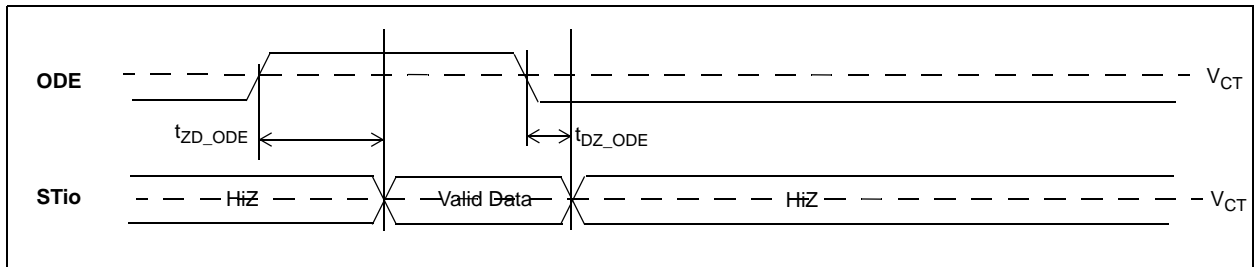 ODE
V_CT
t_ZD_ODE
t_DZ_ODE
STio
HiZ
Valid Data
HiZ
V_CT